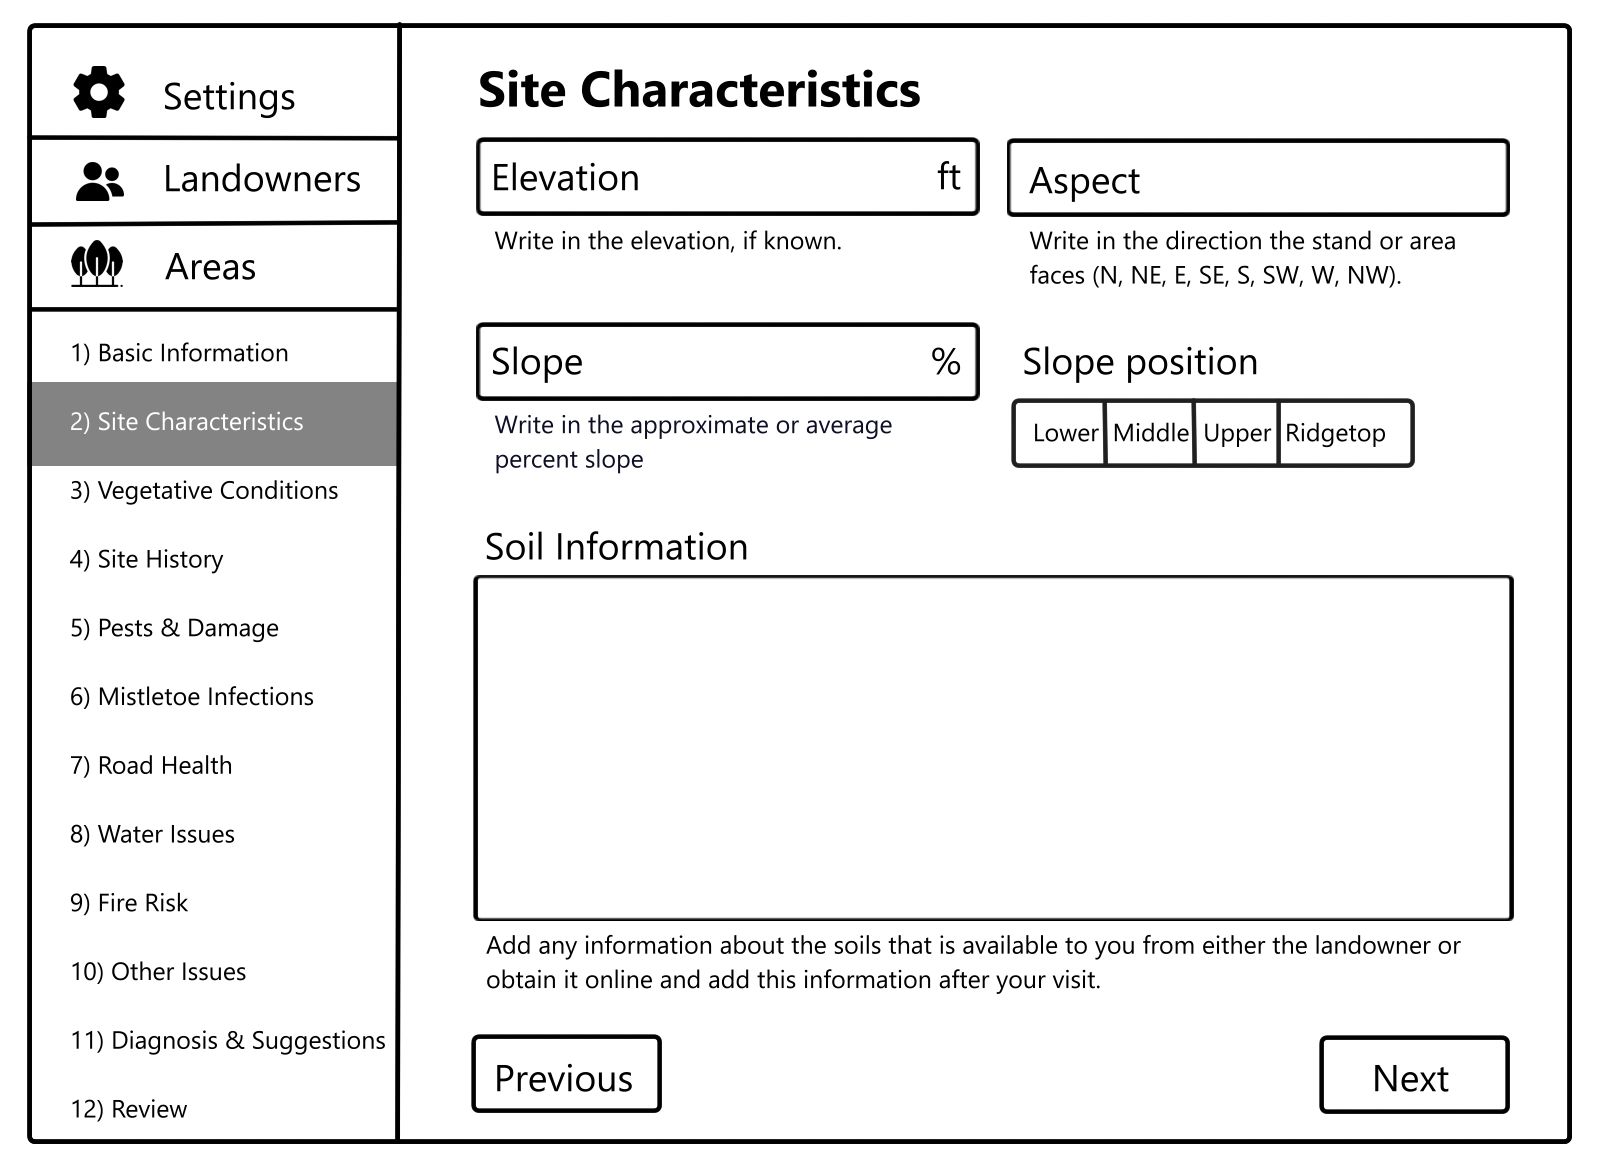 Settings
Landowners
Areas
1) Basic Information
2) Site Characteristics
3) Vegetative Conditions
4) Site History
5) Pests & Damage
6) Mistletoe Infections
7) Road Health
8) Water Issues
9) Fire Risk
10) Other Issues
11) Diagnosis & Suggestions
12) Review
Site Characteristics
Elevation ft
Write in the elevation, if known.
Aspect
Write in the direction the stand or area
faces (N, NE, E, SE, S, SW, W, NW).
Slope %
Write in the approximate or average
percent slope
Slope position
Lower Middle Upper Ridgetop
Soil Information
Add any information about the soils that is available to you from either the landowner or
obtain it online and add this information after your visit.
Previous
Next